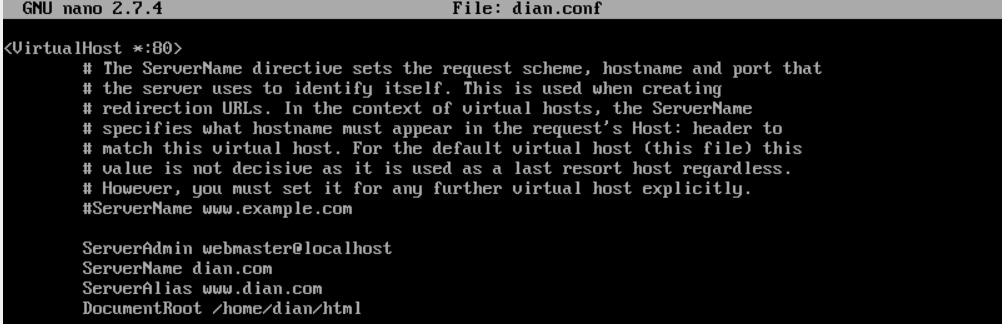 GNU nano 2.7.4 File: dian.conf
<VirtualHost *:80>
# The ServerName directive sets the request scheme, hostname and port that
# the server uses to identify itself. This is used when creating
# redirection URLs. In the context of virtual hosts, the ServerName
# specifies what hostname must appear in the request's Host: header to
# match this virtual host. For the default virtual host (this file) this
# value is not decisive as it is used as a last resort host regardless.
# However, you must set it for any further virtual host explicitly.
#ServerName www.example.com
ServerAdmin webmaster@localhost
ServerName dian.com
ServerAlias www.dian.com
DocumentRoot /home/dian/html